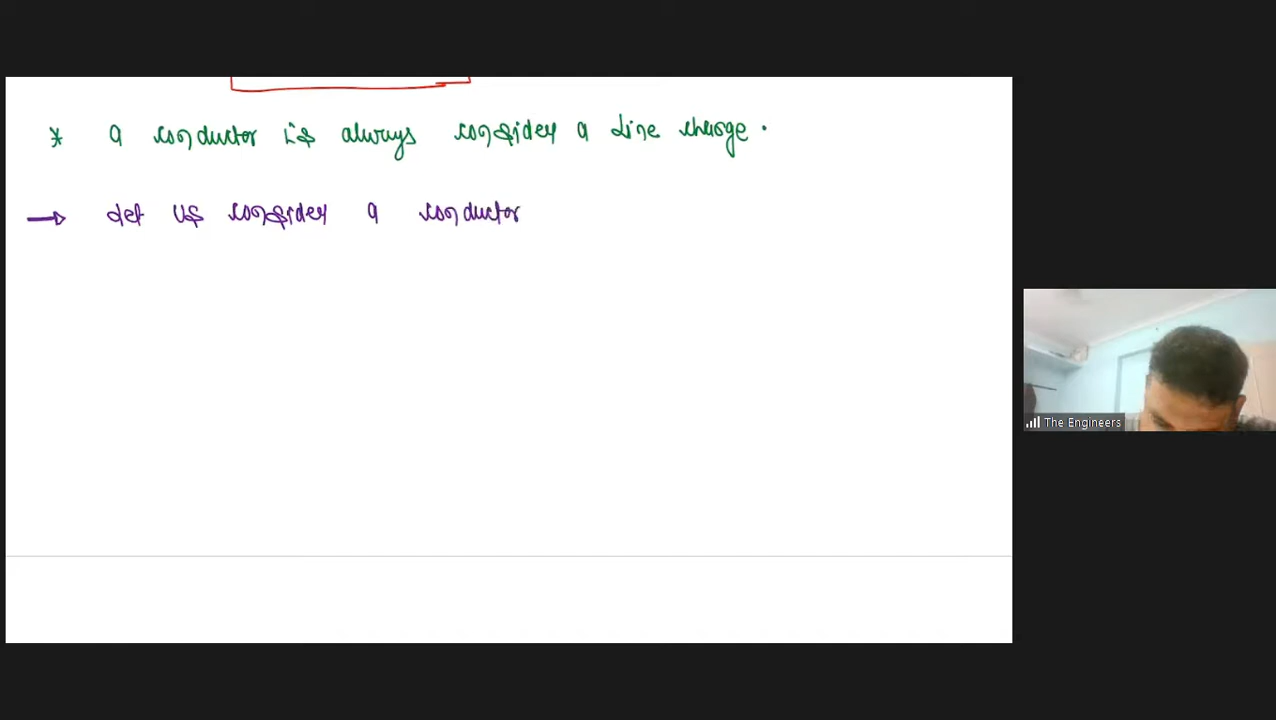 * a conductor is always consider a line charge.
→ let us consider a conductor
The Engineers